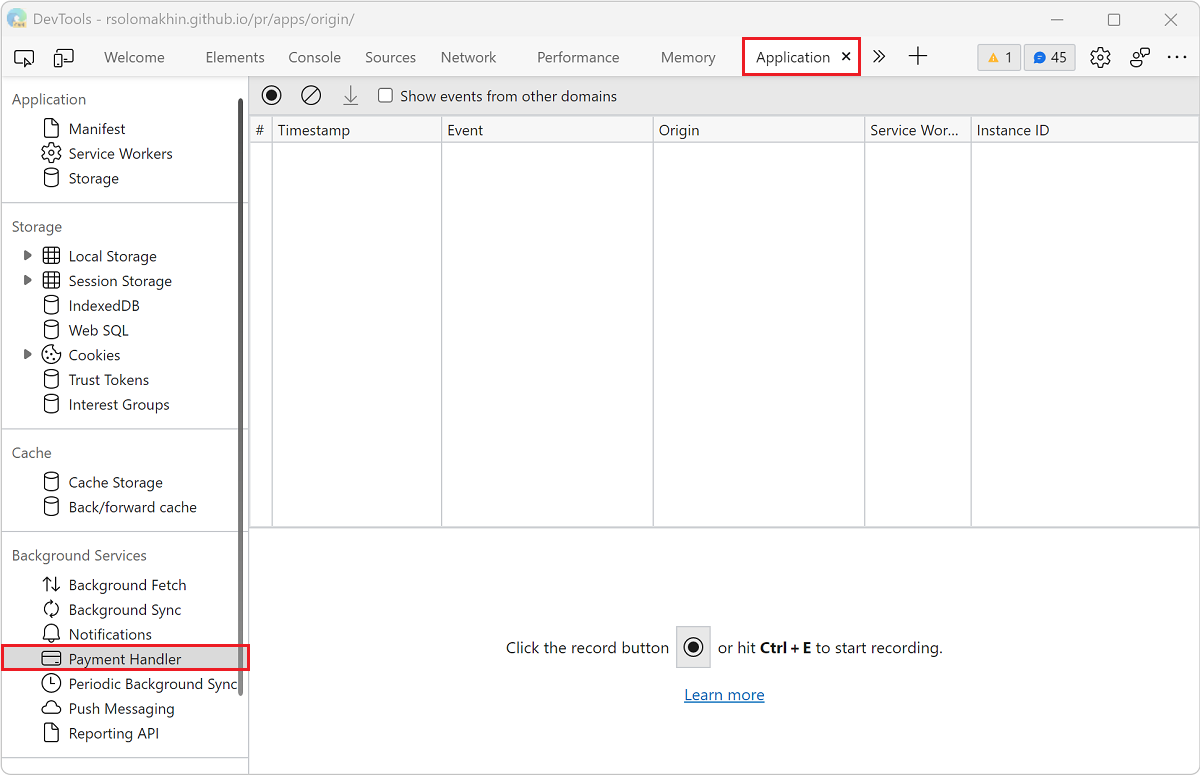 DevTools - rsolomakhin.github.io/pr/apps/origin/
Welcome Elements Console Sources Network Performance Memory Application 1 45
Application
Manifest
Service Workers
Storage
Storage
Local Storage
Session Storage
IndexedDB
Web SQL
Cookies
Trust Tokens
Interest Groups
Cache
Cache Storage
Back/forward cache
Background Services
Background Fetch
Background Sync
Notifications
Payment Handler
Periodic Background Sync
Push Messaging
Reporting API
Show events from other domains
# Timestamp Event Origin Service Wor... Instance ID
Click the record button or hit Ctrl + E to start recording.
Learn more